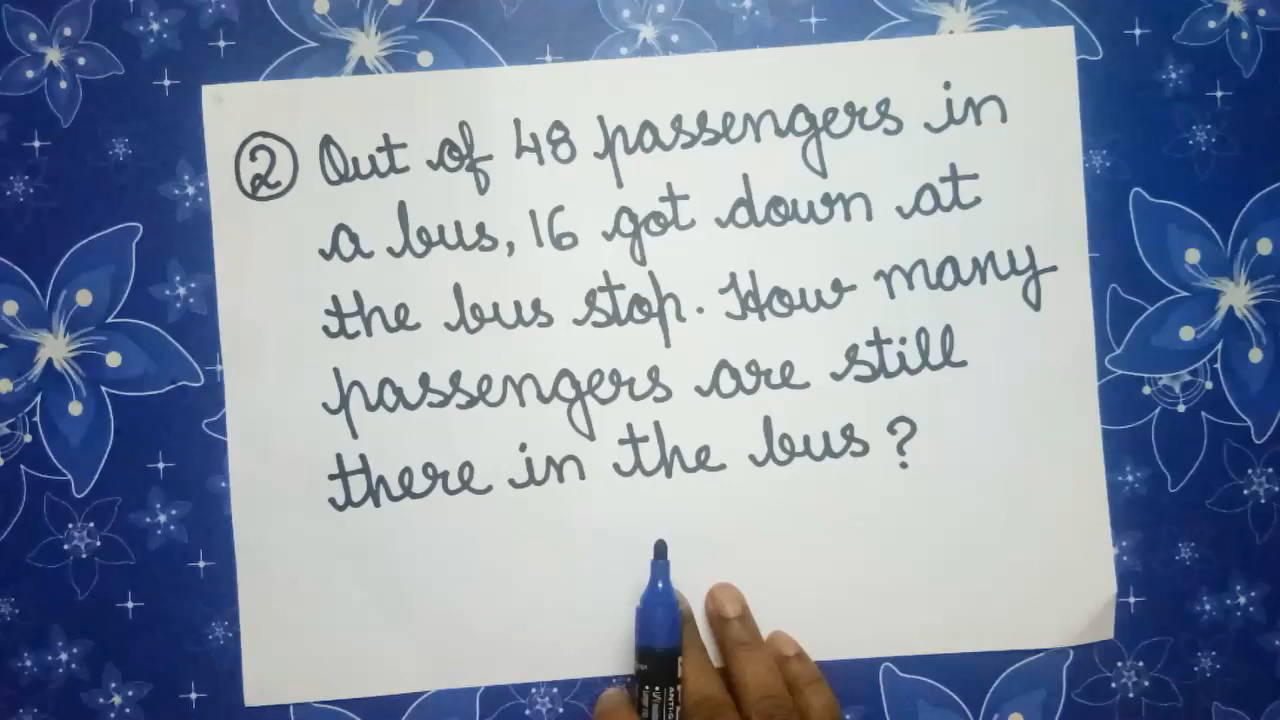 ② Out of 48 passengers in
a bus, 16 got down at
the bus stop. How many
passengers are still
there in the bus?